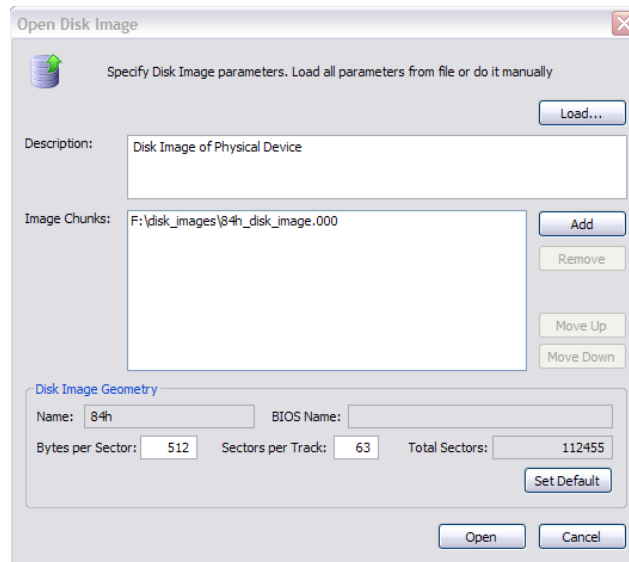 Open Disk Image
Specify Disk Image parameters. Load all parameters from file or do it manually
Load...
Description:
Disk Image of Physical Device
Image Chunks:
F:\disk_images\84h_disk_image.000
Add
Remove
Move Up
Move Down
Disk Image Geometry
Name: 84h BIOS Name:
Bytes per Sector: 512 Sectors per Track: 63 Total Sectors: 112455
Set Default
Open Cancel